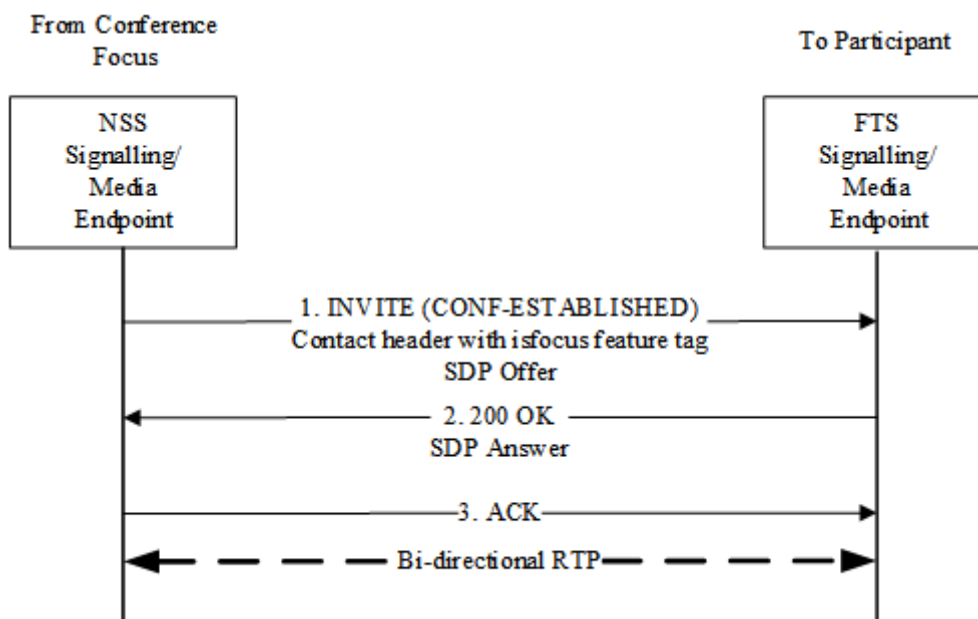 From Conference
Focus
To Participant
NSS
Signalling/
Media
Endpoint
FTS
Signalling/
Media
Endpoint
1. INVITE (CONF-ESTABLISHED)
Contact header with isfocus feature tag
SDP Offer
2. 200 OK
SDP Answer
3. ACK
Bi-directional RTP